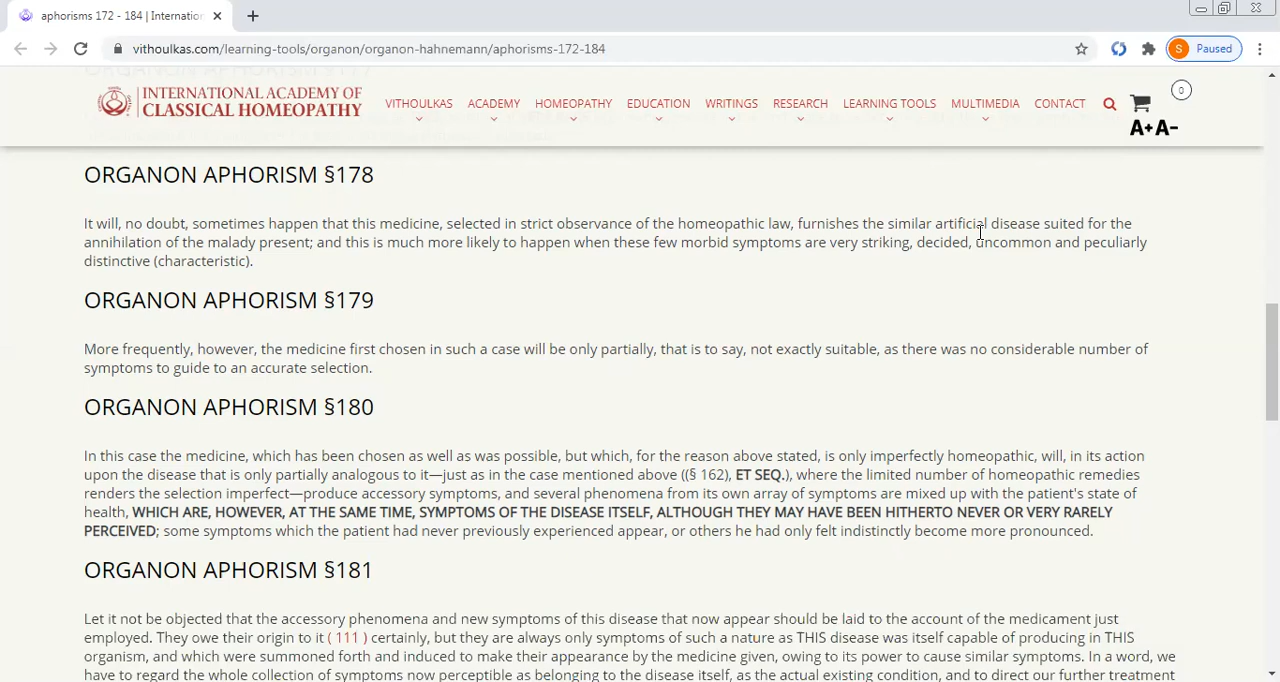 aphorisms 172 - 184 | Internatio
vithoulkas.com/learning-tools/organon/organon-hahnemann/aphorisms-172-184
S Paused
INTERNATIONAL ACADEMY OF
CLASSICAL HOMEOPATHY
VITHOULKAS ACADEMY HOMEOPATHY EDUCATION WRITINGS RESEARCH LEARNING TOOLS MULTIMEDIA CONTACT
0
A+A-
ORGANON APHORISM §178
It will, no doubt, sometimes happen that this medicine, selected in strict observance of the homeopathic law, furnishes the similar artificial disease suited for the
annihilation of the malady present; and this is much more likely to happen when these few morbid symptoms are very striking, decided, uncommon and peculiarly
distinctive (characteristic).
ORGANON APHORISM §179
More frequently, however, the medicine first chosen in such a case will be only partially, that is to say, not exactly suitable, as there was no considerable number of
symptoms to guide to an accurate selection.
ORGANON APHORISM §180
In this case the medicine, which has been chosen as well as was possible, but which, for the reason above stated, is only imperfectly homeopathic, will, in its action
upon the disease that is only partially analogous to it—just as in the case mentioned above ((§ 162), ET SEQ.), where the limited number of homeopathic remedies
renders the selection imperfect—produce accessory symptoms, and several phenomena from its own array of symptoms are mixed up with the patient's state of
health, WHICH ARE, HOWEVER, AT THE SAME TIME, SYMPTOMS OF THE DISEASE ITSELF, ALTHOUGH THEY MAY HAVE BEEN HITHERTO NEVER OR VERY RARELY
PERCEIVED; some symptoms which the patient had never previously experienced appear, or others he had only felt indistinctly become more pronounced.
ORGANON APHORISM §181
Let it not be objected that the accessory phenomena and new symptoms of this disease that now appear should be laid to the account of the medicament just
employed. They owe their origin to it ( 111 ) certainly, but they are always only symptoms of such a nature as THIS disease was itself capable of producing in THIS
organism, and which were summoned forth and induced to make their appearance by the medicine given, owing to its power to cause similar symptoms. In a word, we
have to regard the whole collection of symptoms now perceptible as belonging to the disease itself, as the actual existing condition, and to direct our further treatment